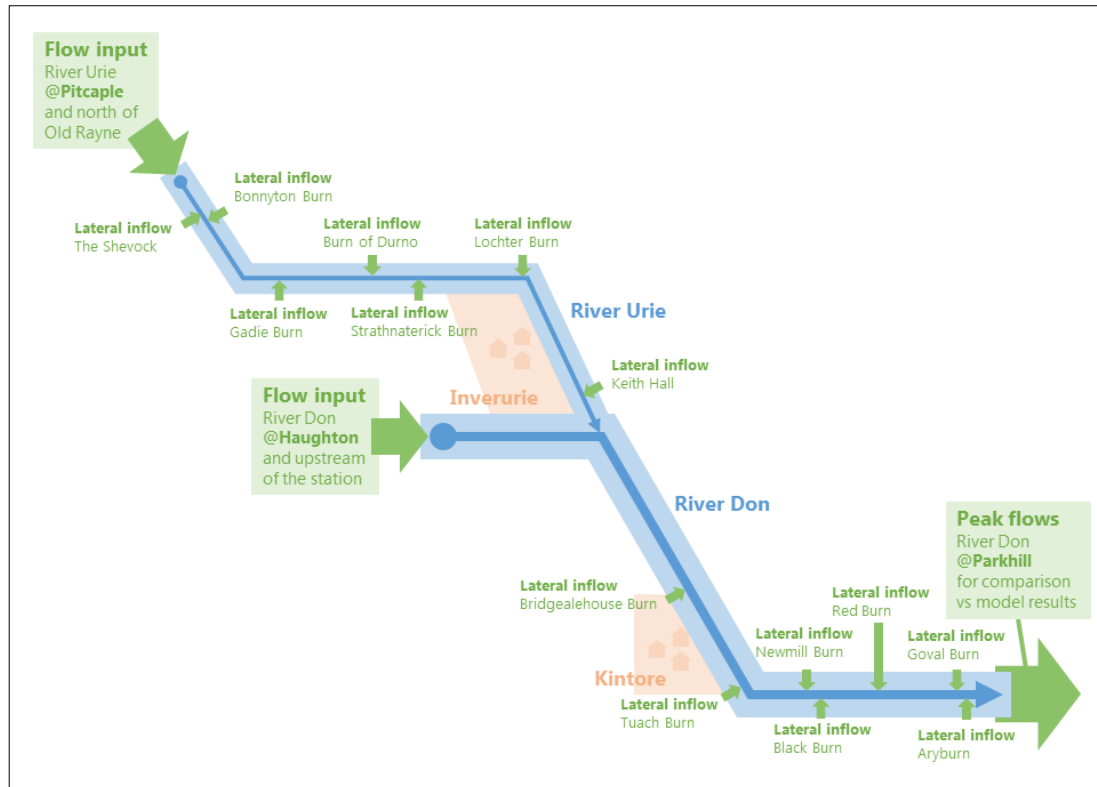 Flow input
River Urie
@Pitcaple
and north of
Old Rayne
Lateral inflow
Bonnyton Burn
Lateral inflow
The Shevock
Lateral inflow
Burn of Durno
Lateral inflow
Lochter Burn
Lateral inflow
Gadie Burn
Lateral inflow
Strathnaterick Burn
River Urie
Lateral inflow
Keith Hall
Inverurie
Flow input
River Don
@Haughton
and upstream
of the station
River Don
Peak flows
River Don
@Parkhill
for comparison
vs model results
Lateral inflow
Bridgealehouse Burn
Lateral inflow
Red Burn
Lateral inflow
Newmill Burn
Lateral inflow
Goval Burn
Kintore
Lateral inflow
Tuach Burn
Lateral inflow
Black Burn
Lateral inflow
Aryburn